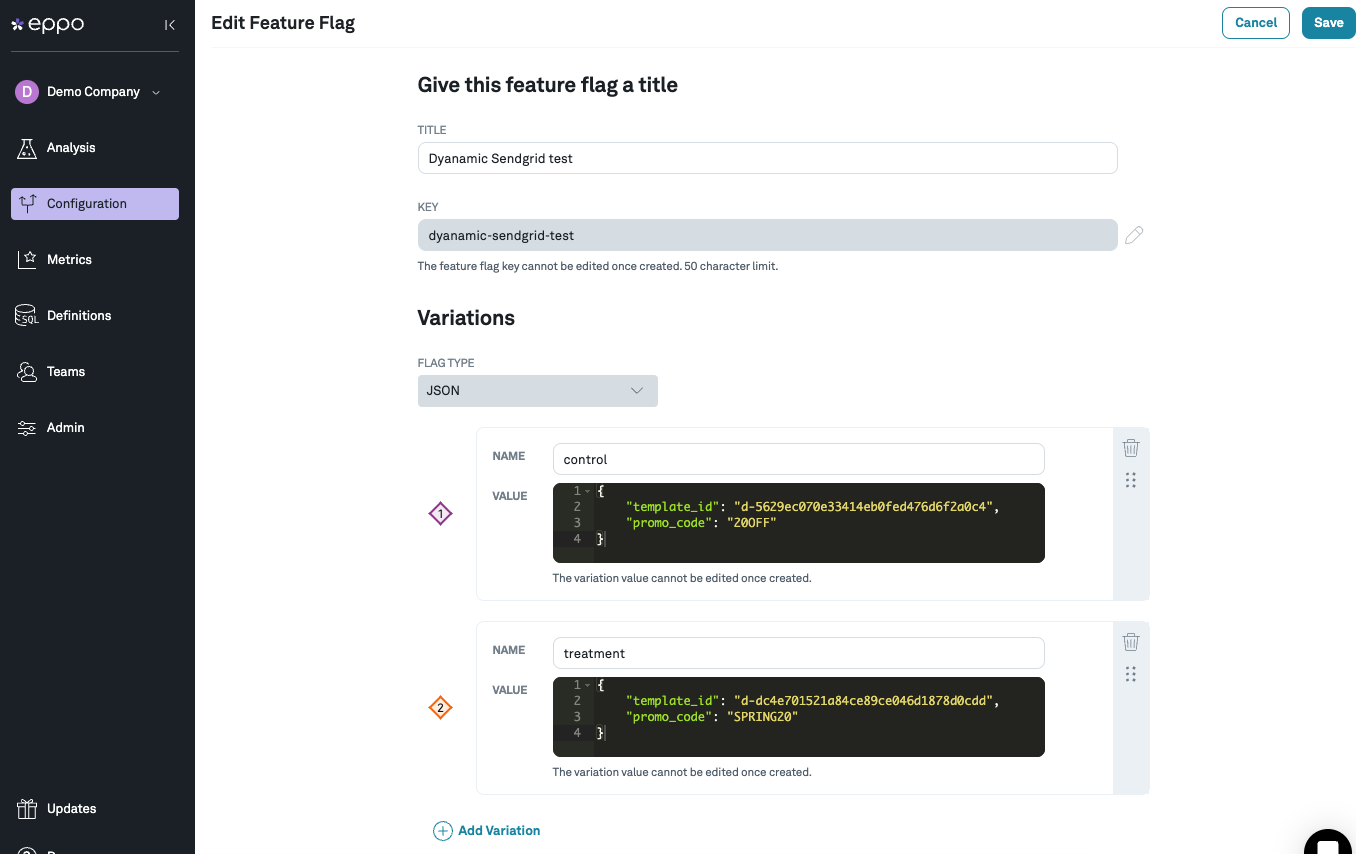 eppo
Edit Feature Flag
Cancel
Save
D Demo Company
Analysis
Configuration
Metrics
SQL
Definitions
Teams
Admin
Updates
Give this feature flag a title
TITLE
Dyanamic Sendgrid test
KEY
dyanamic-sendgrid-test
The feature flag key cannot be edited once created. 50 character limit.
Variations
FLAG TYPE
JSON
1
NAME
control
VALUE
1 {
2 "template_id": "d-5629ec070e33414eb0fed476d6f2a0c4",
3 "promo_code": "20OFF"
4 }
The variation value cannot be edited once created.
2
NAME
treatment
VALUE
1 {
2 "template_id": "d-dc4e701521a84ce89ce046d1878d0cdd",
3 "promo_code": "SPRING20"
4 }
The variation value cannot be edited once created.
Add Variation